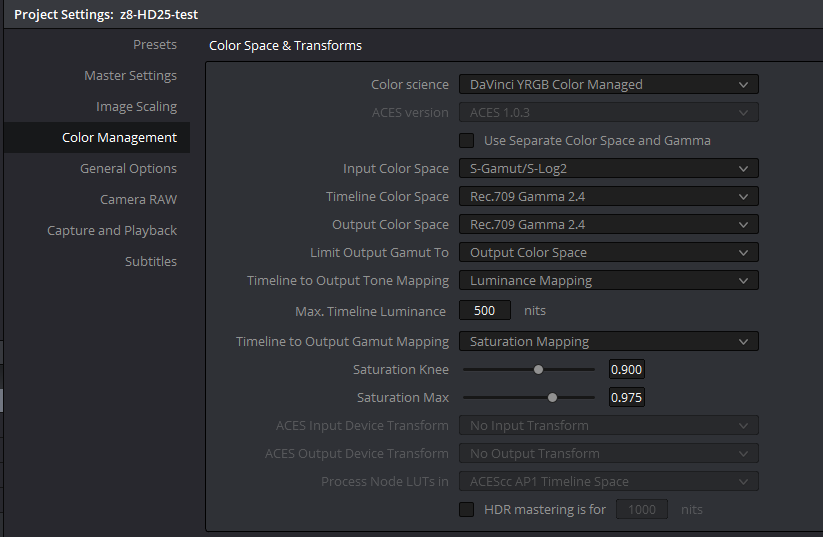 Project Settings: z8-HD25-test
Presets
Master Settings
Image Scaling
Color Management
General Options
Camera RAW
Capture and Playback
Subtitles
Color Space & Transforms
Color science DaVinci YRGB Color Managed
ACES version ACES 1.0.3
Use Separate Color Space and Gamma
Input Color Space S-Gamut/S-Log2
Timeline Color Space Rec.709 Gamma 2.4
Output Color Space Rec.709 Gamma 2.4
Limit Output Gamut To Output Color Space
Timeline to Output Tone Mapping Luminance Mapping
Max. Timeline Luminance 500 nits
Timeline to Output Gamut Mapping Saturation Mapping
Saturation Knee 0.900
Saturation Max 0.975
ACES Input Device Transform No Input Transform
ACES Output Device Transform No Output Transform
Process Node LUTs in ACEScc AP1 Timeline Space
HDR mastering is for 1000 nits